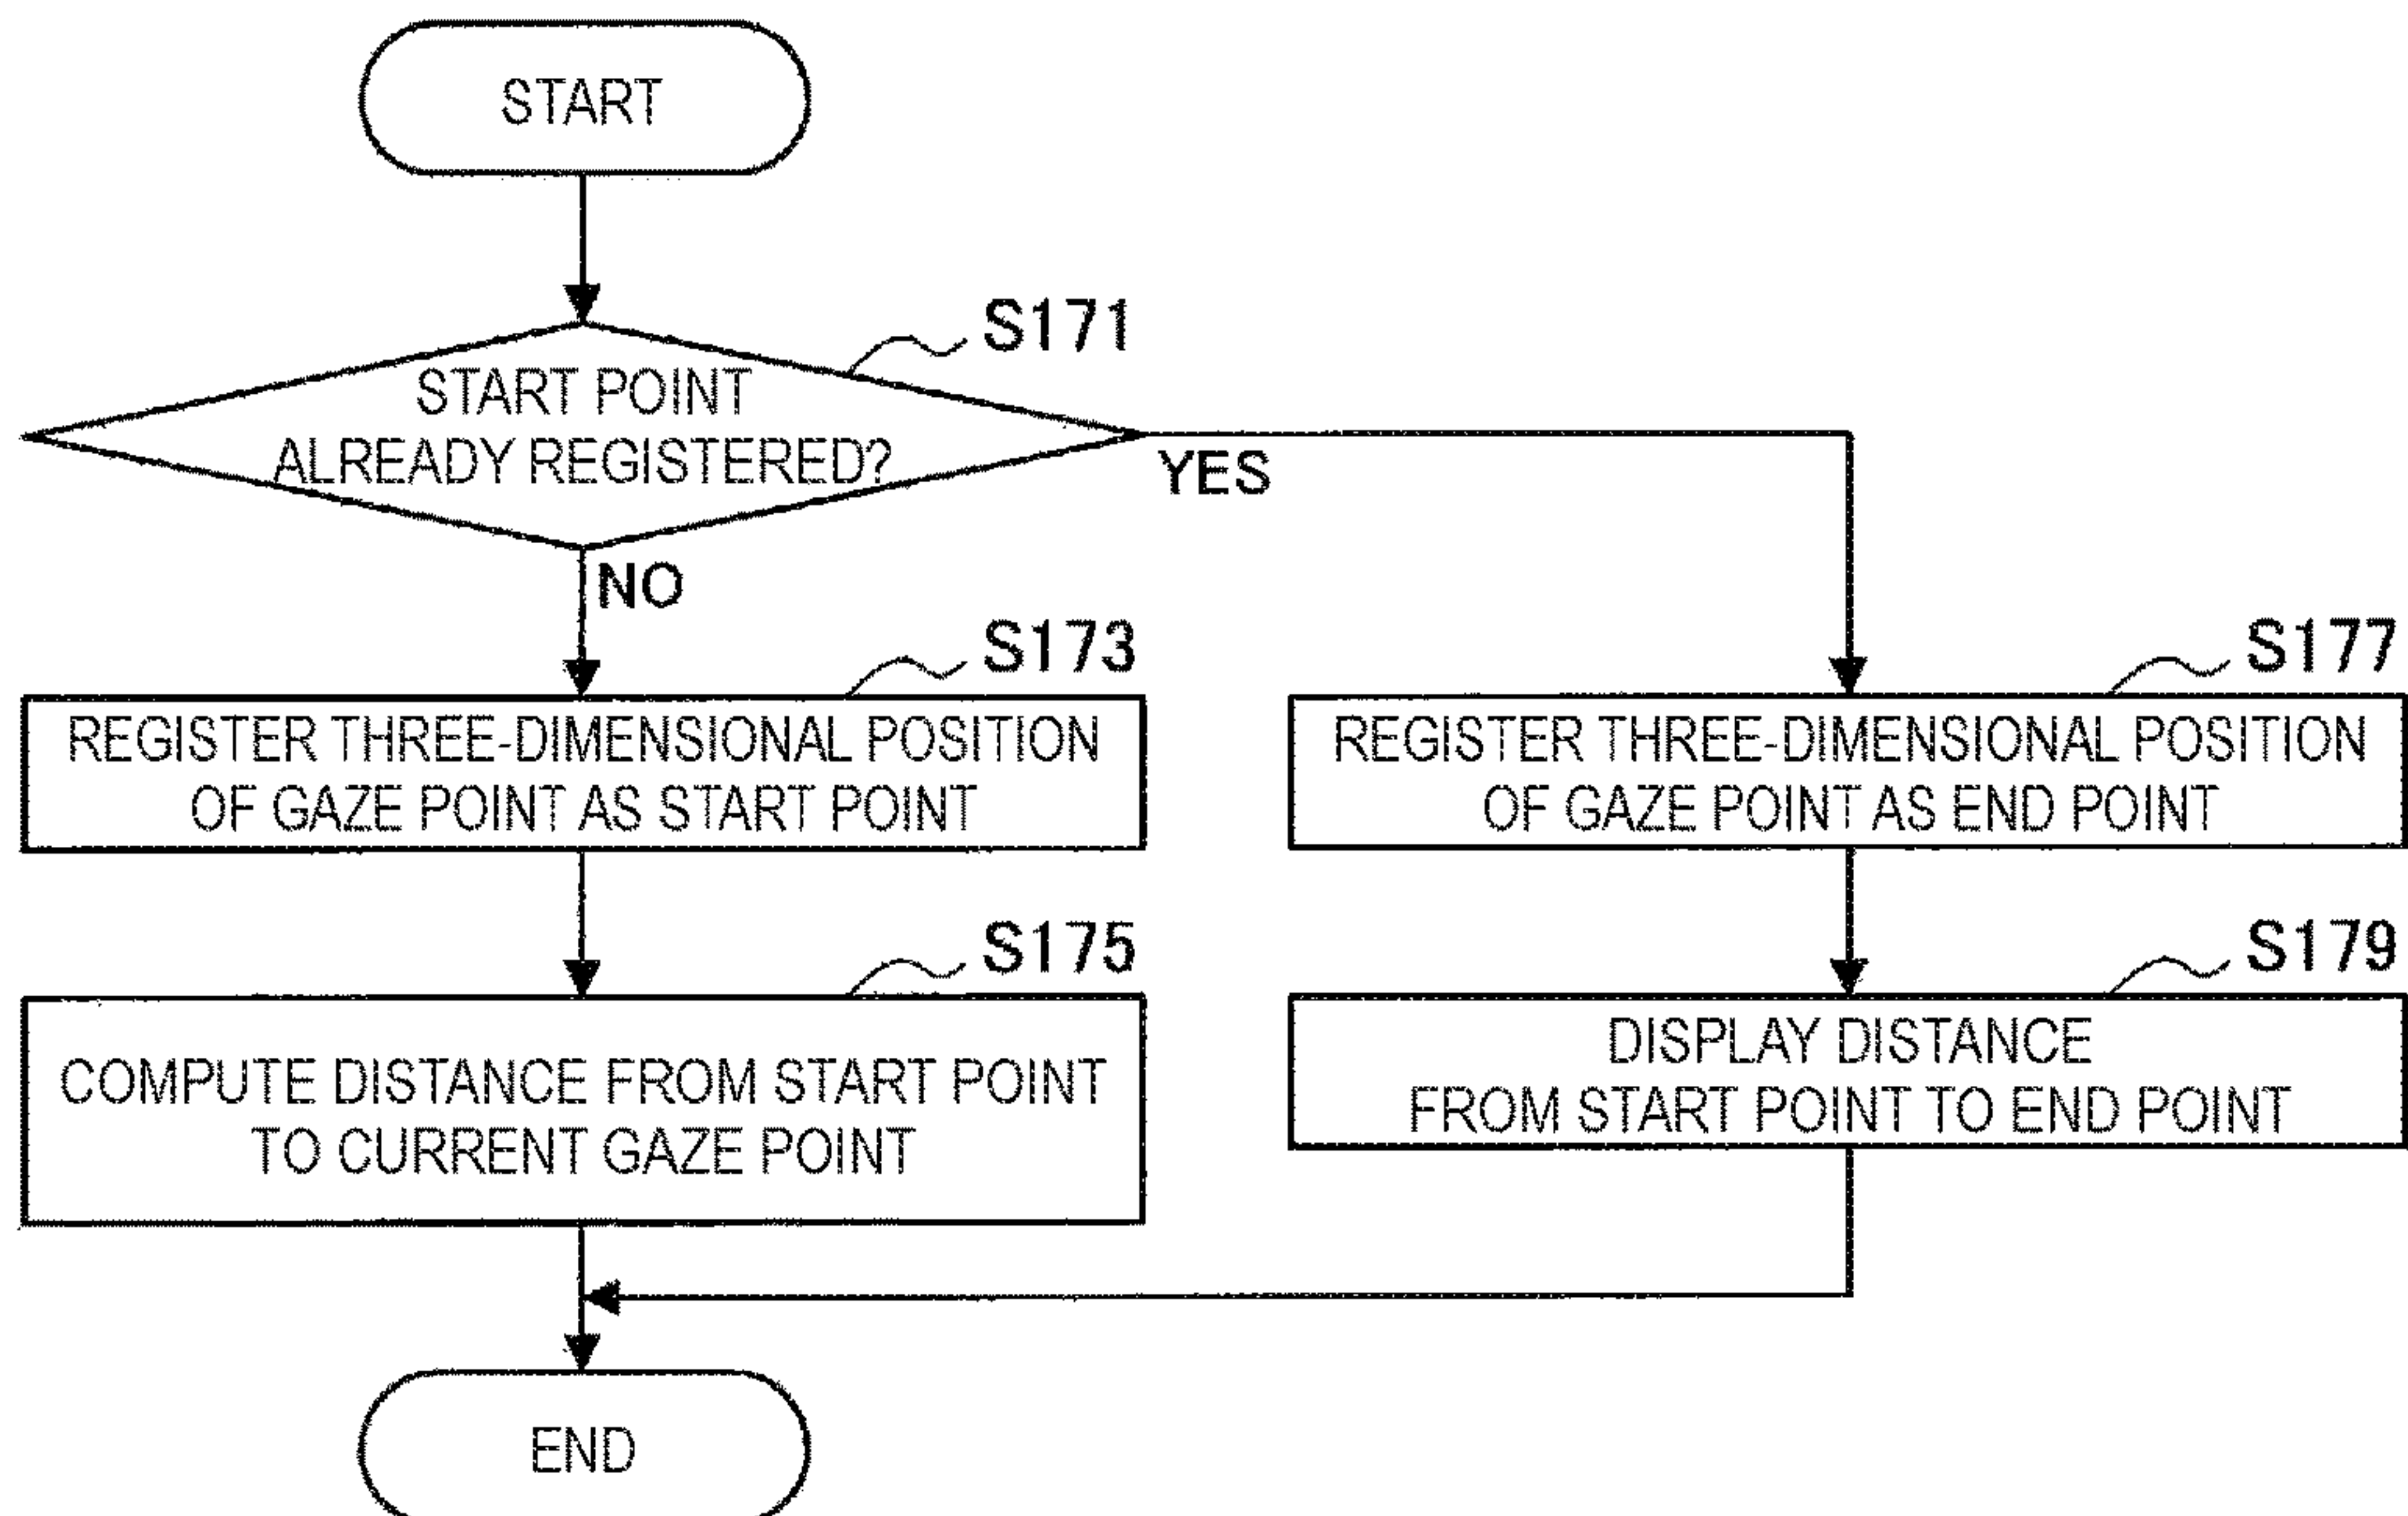 START
S171
START POINT
ALREADY REGISTERED?
YES
NO
S173
REGISTER THREE-DIMENSIONAL POSITION
OF GAZE POINT AS START POINT
S177
REGISTER THREE-DIMENSIONAL POSITION
OF GAZE POINT AS END POINT
S175
COMPUTE DISTANCE FROM START POINT
TO CURRENT GAZE POINT
S179
DISPLAY DISTANCE
FROM START POINT TO END POINT
END